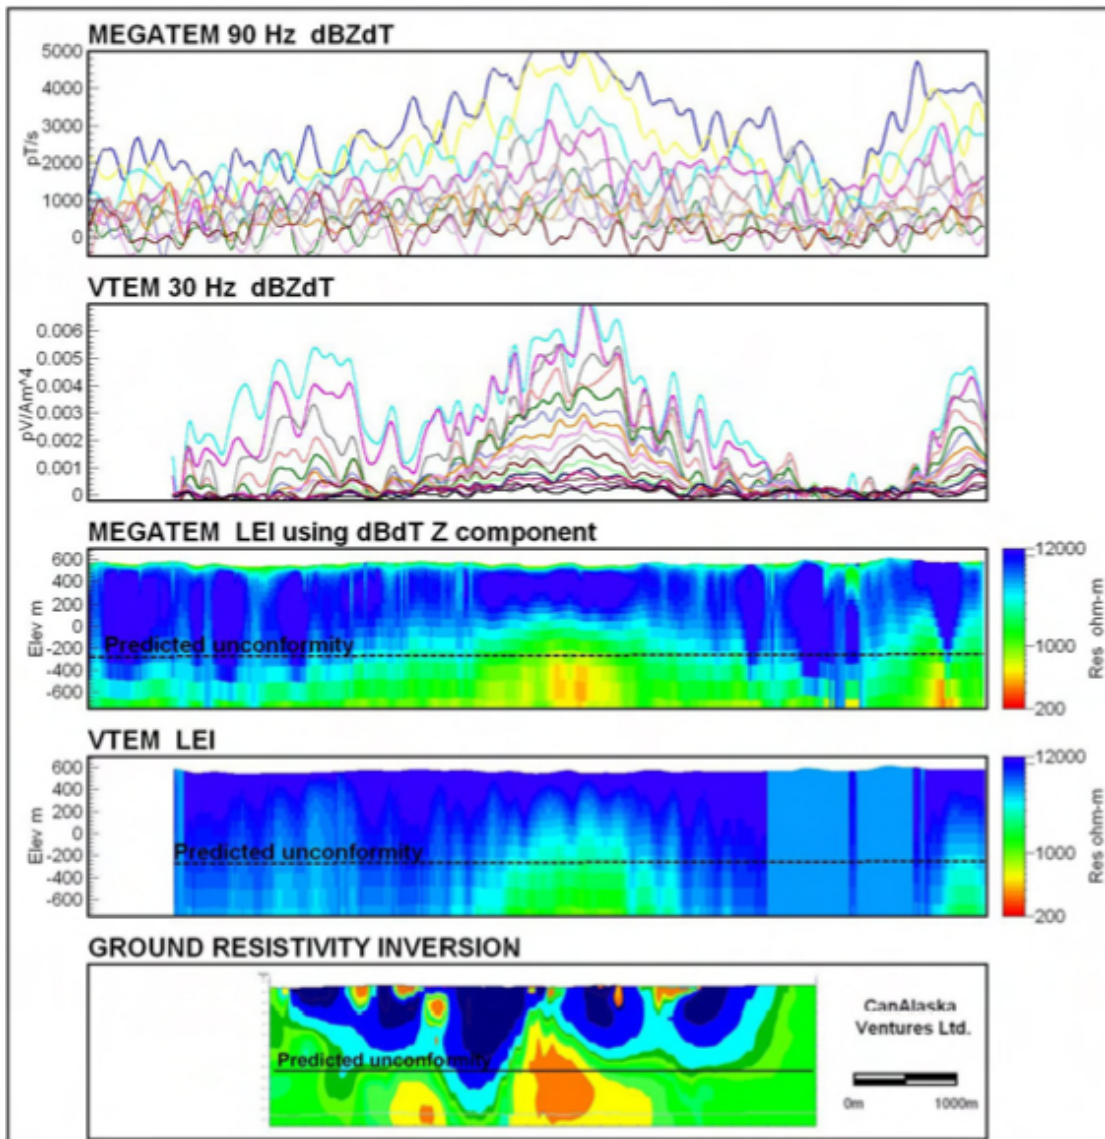 MEGATEM 90 Hz dBZdT
5000
4000
3000
2000
1000
0
pT/s
VTEM 30 Hz dBZdT
0.006
0.005
0.004
0.003
0.002
0.001
0
pV/Am^4
MEGATEM LEI using dBdT Z component
600
400
200
0
-200
-400
-600
Elev m
Predicted unconformity
12000
1000
200
Res ohm-m
VTEM LEI
600
400
200
0
-200
-400
-600
Elev m
Predicted unconformity
12000
1000
200
Res ohm-m
GROUND RESISTIVITY INVERSION
Predicted unconformity
CanAlaska
Ventures Ltd.
0m 1000m